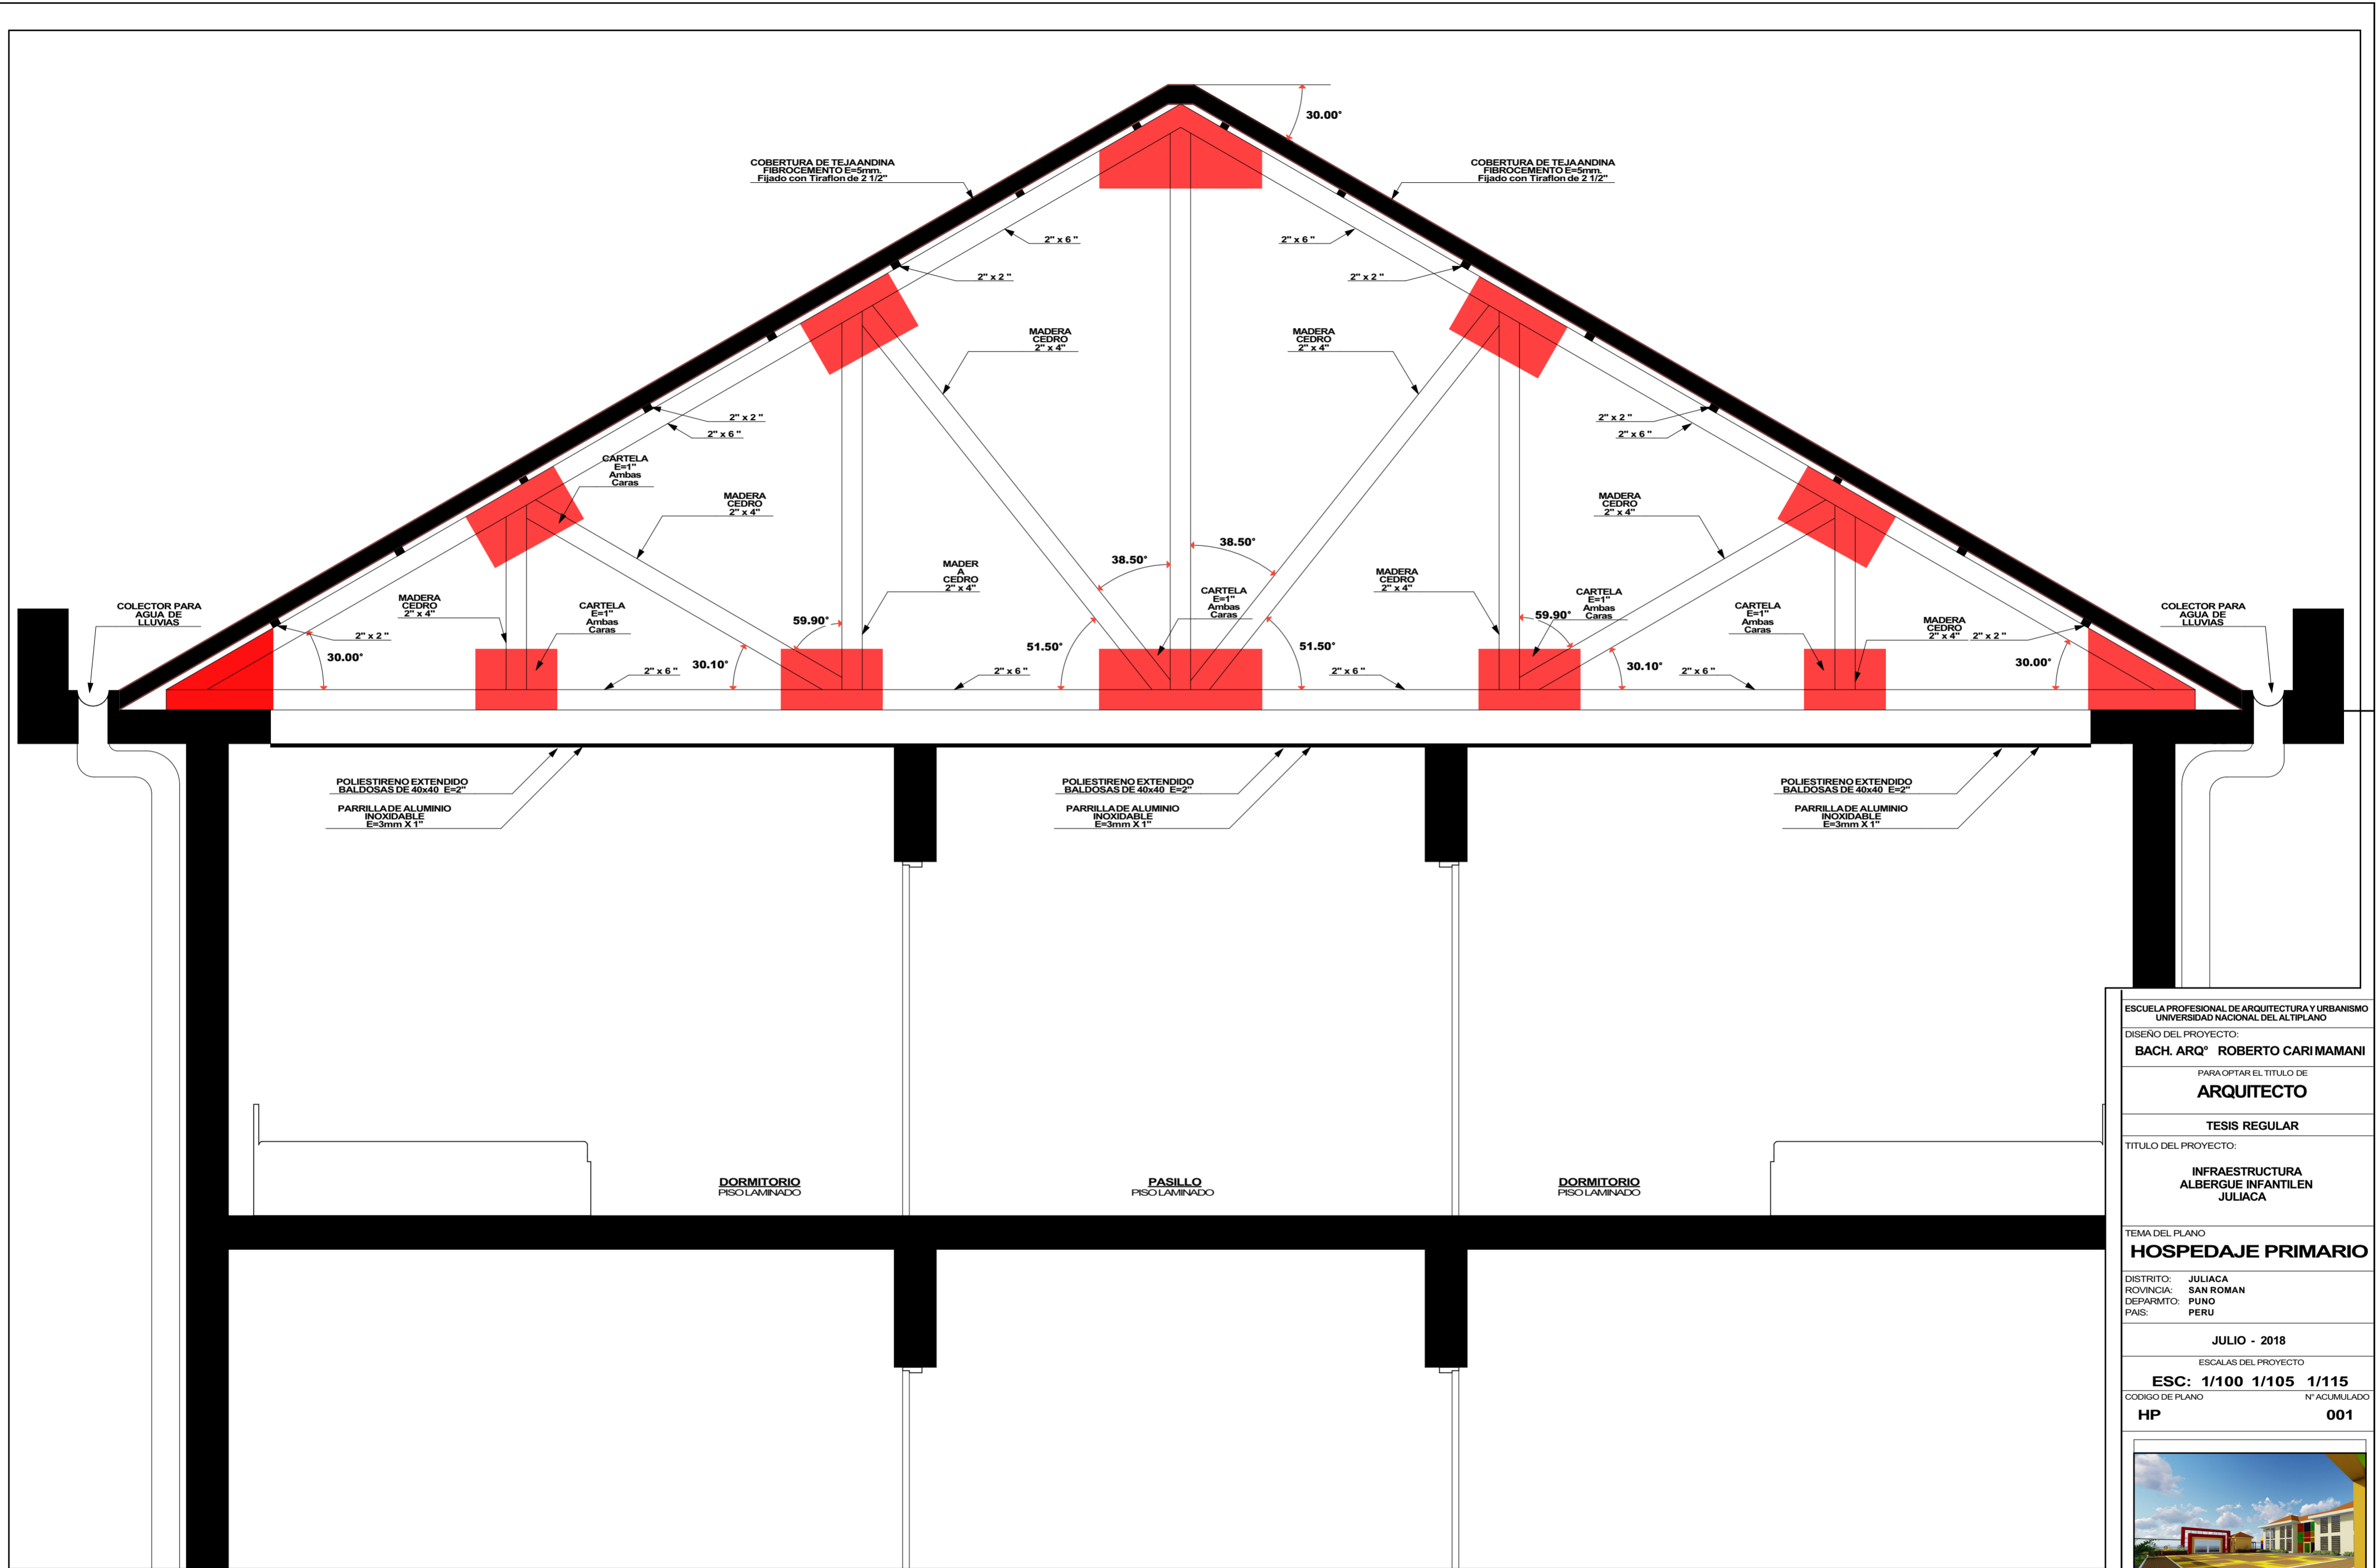 30.00°
COBERTURA DE TEJA ANDINA
FIBROCEMENTO E=5mm.
Fijado con Tiraflon de 2 1/2"
COBERTURA DE TEJA ANDINA
FIBROCEMENTO E=5mm.
Fijado con Tiraflon de 2 1/2"
2" x 6 "
2" x 6 "
2" x 2 "
2" x 2 "
MADERA
CEDRO
2" x 4"
MADERA
CEDRO
2" x 4"
2" x 2 "
2" x 6 "
2" x 2 "
2" x 6 "
CARTELA
E=1"
Ambas
Caras
MADERA
CEDRO
2" x 4"
MADERA
CEDRO
2" x 4"
38.50°
38.50°
MADER
A
CEDRO
2" x 4"
MADERA
CEDRO
2" x 4"
COLECTOR PARA
AGUA DE
LLUVIAS
MADERA
CEDRO
2" x 4"
CARTELA
E=1"
Ambas
Caras
CARTELA
E=1"
Ambas
Caras
CARTELA
E=1"
Ambas
Caras
CARTELA
E=1"
Ambas
Caras
MADERA
CEDRO
2" x 4"
2" x 2 "
COLECTOR PARA
AGUA DE
LLUVIAS
2" x 2 "
30.00°
59.90°
59.90°
30.10°
51.50°
51.50°
30.10°
30.00°
2" x 6 "
2" x 6 "
2" x 6 "
2" x 6 "
POLIESTIRENO EXTENDIDO
BALDOSAS DE 40x40 E=2"
PARRILLA DE ALUMINIO
INOXIDABLE
E=3mm X 1"
POLIESTIRENO EXTENDIDO
BALDOSAS DE 40x40 E=2"
PARRILLA DE ALUMINIO
INOXIDABLE
E=3mm X 1"
POLIESTIRENO EXTENDIDO
BALDOSAS DE 40x40 E=2"
PARRILLA DE ALUMINIO
INOXIDABLE
E=3mm X 1"
DORMITORIO
PISO LAMINADO
PASILLO
PISO LAMINADO
DORMITORIO
PISO LAMINADO
ESCUELA PROFESIONAL DE ARQUITECTURA Y URBANISMO
UNIVERSIDAD NACIONAL DEL ALTIPLANO
DISEÑO DEL PROYECTO:
BACH. ARQ° ROBERTO CARI MAMANI
PARA OPTAR EL TITULO DE
ARQUITECTO
TESIS REGULAR
TITULO DEL PROYECTO:
INFRAESTRUCTURA
ALBERGUE INFANTIL EN
JULIACA
TEMA DEL PLANO
HOSPEDAJE PRIMARIO
DISTRITO: JULIACA
ROVINCIA: SAN ROMAN
DEPARMTO: PUNO
PAIS: PERU
JULIO - 2018
ESCALAS DEL PROYECTO
ESC: 1/100 1/105 1/115
CODIGO DE PLANO N° ACUMULADO
HP 001